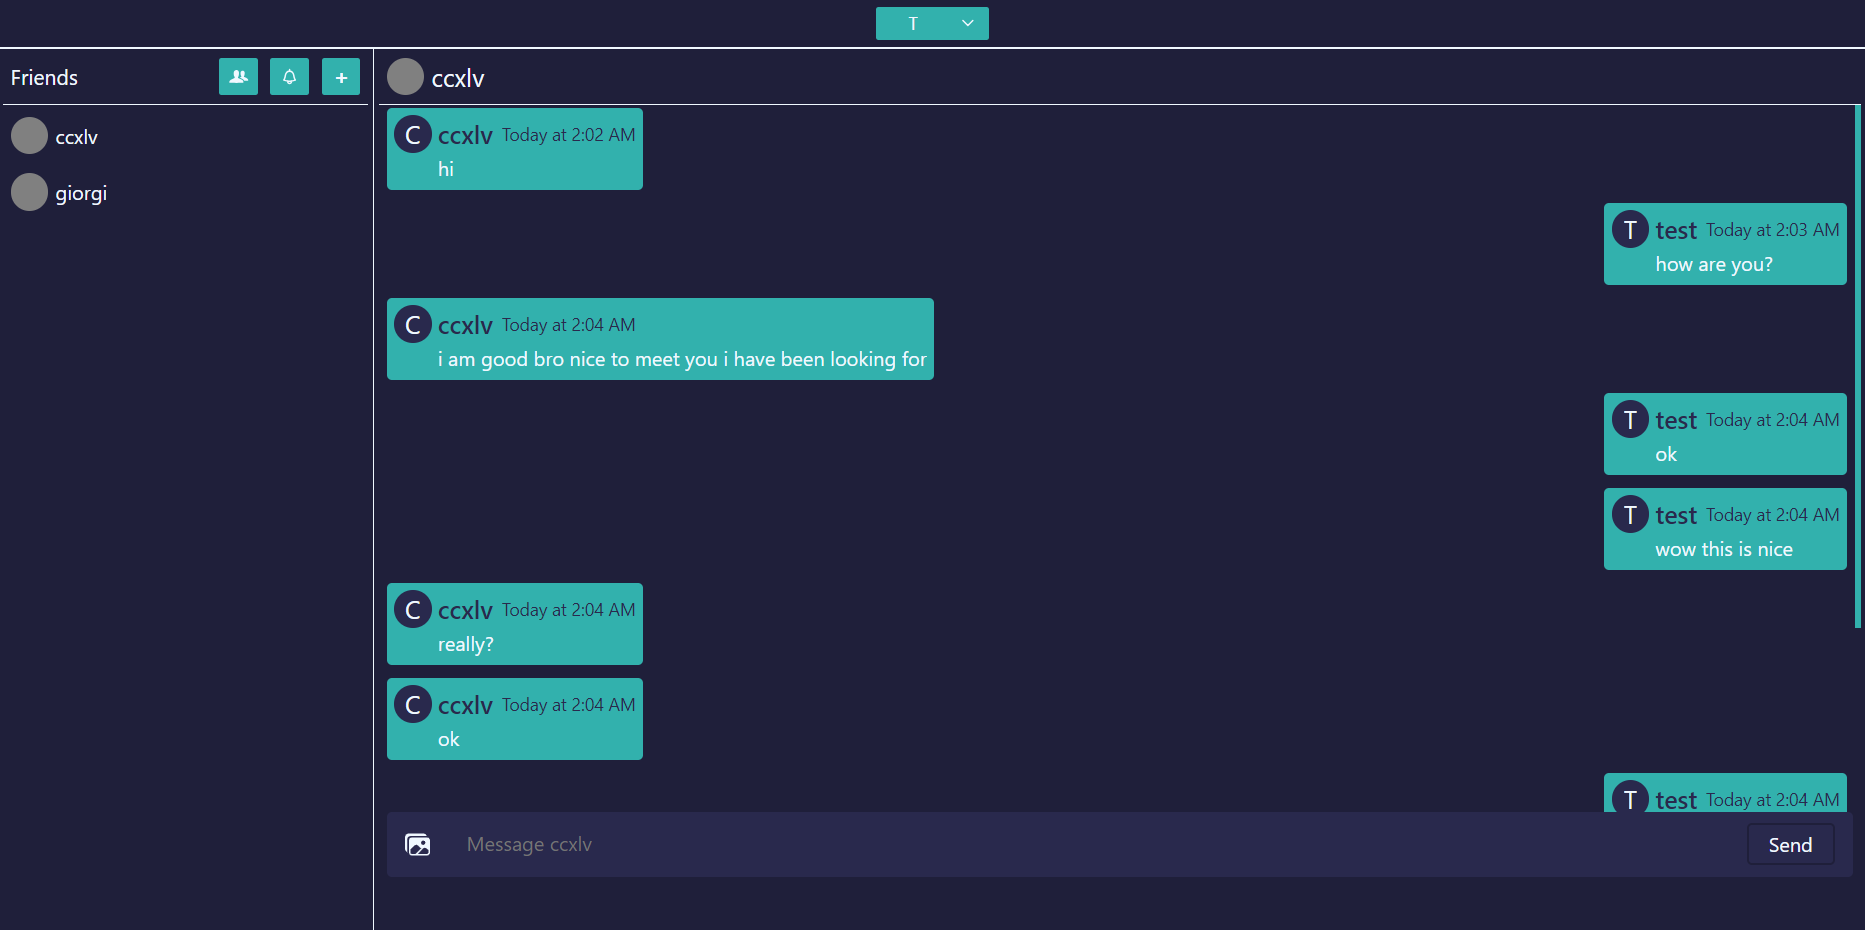 T
Friends
ccxlv
giorgi
ccxlv
C ccxlv Today at 2:02 AM
hi
T test Today at 2:03 AM
how are you?
C ccxlv Today at 2:04 AM
i am good bro nice to meet you i have been looking for
T test Today at 2:04 AM
ok
T test Today at 2:04 AM
wow this is nice
C ccxlv Today at 2:04 AM
really?
C ccxlv Today at 2:04 AM
ok
T test Today at 2:04 AM
Message ccxlv
Send